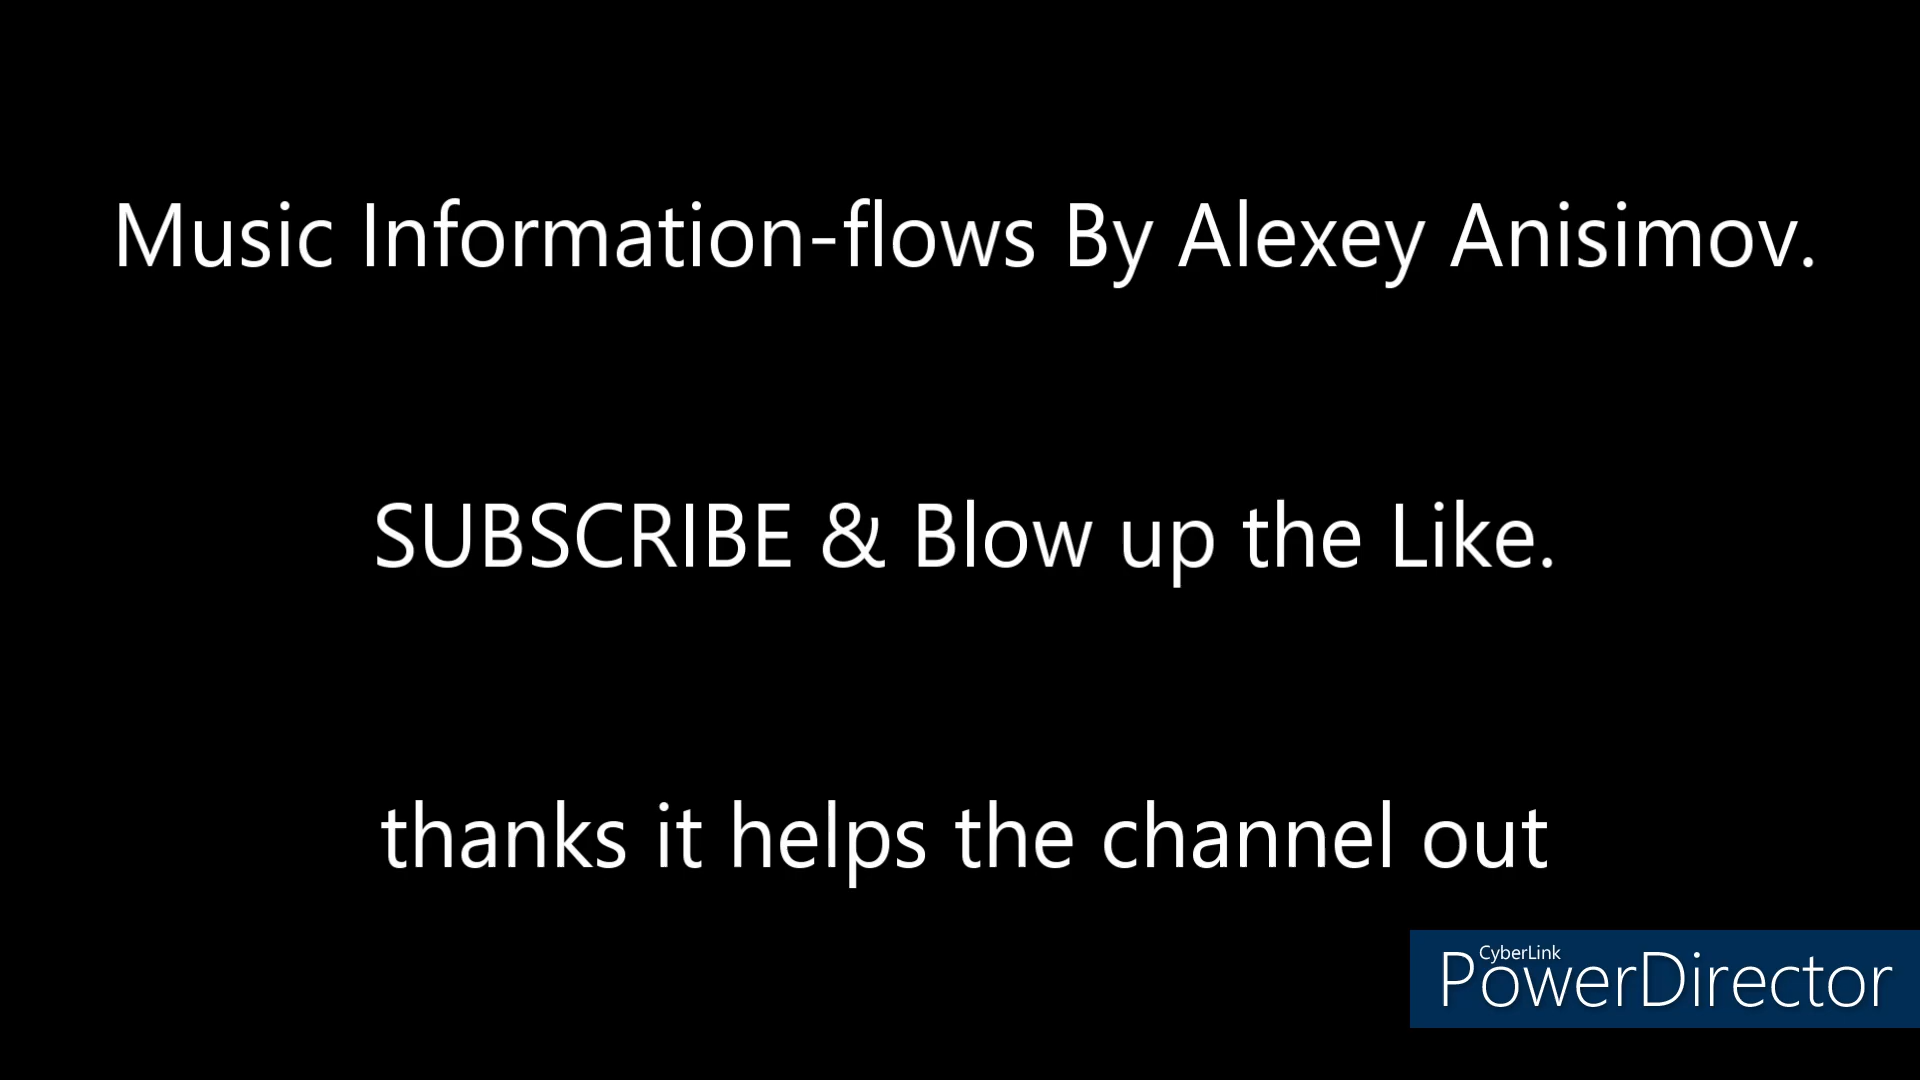 Music Information-flows By Alexey Anisimov.
SUBSCRIBE & Blow up the Like.
thanks it helps the channel out
CyberLink
PowerDirector